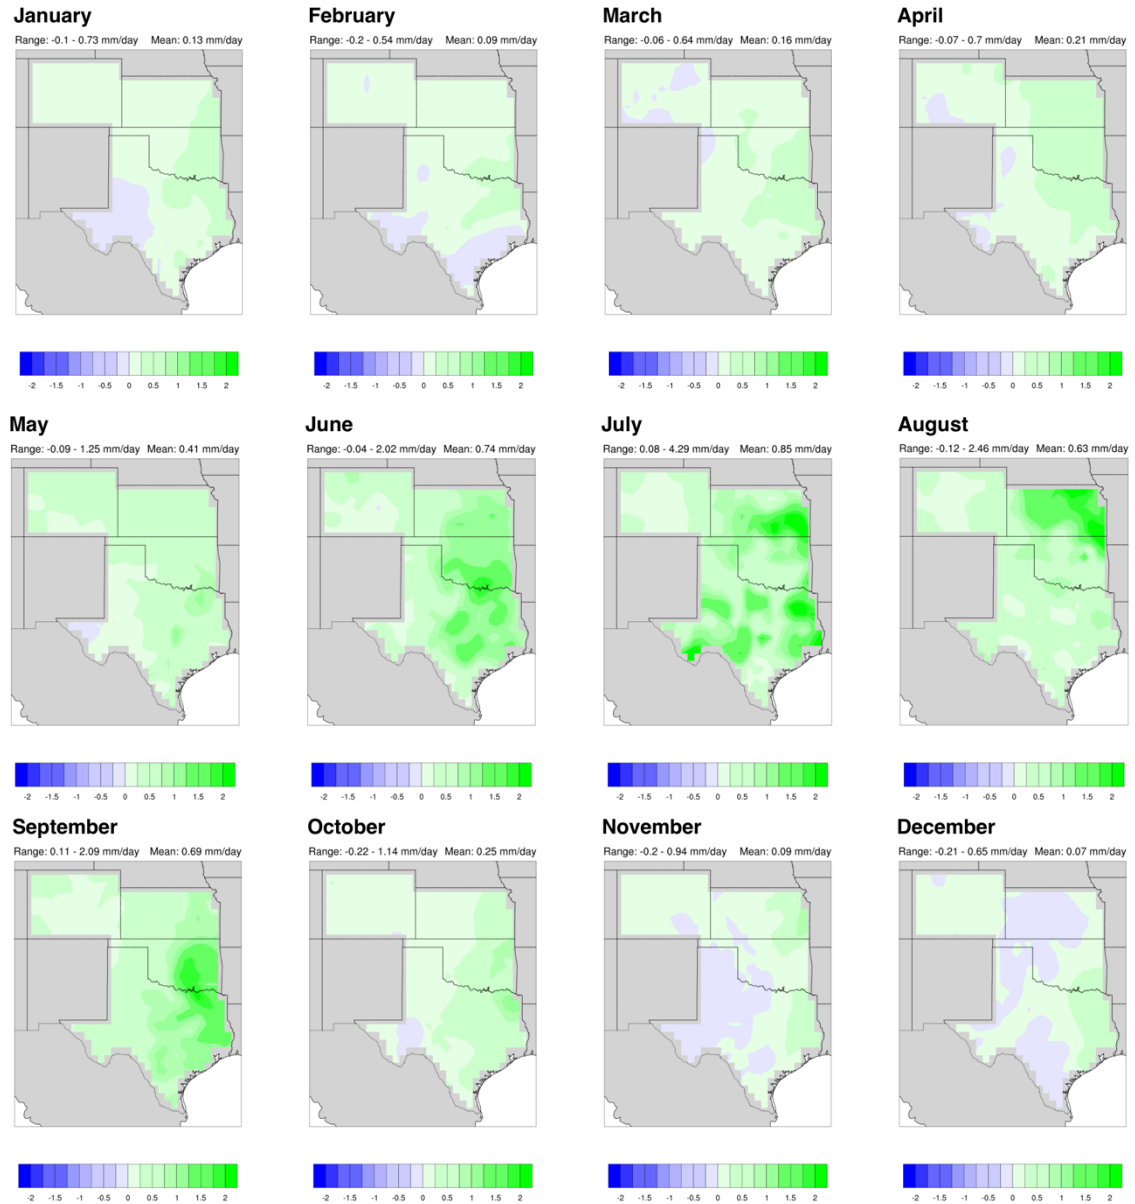 January February March April
Range: -0.1 - 0.73 mm/day Mean: 0.13 mm/day Range: -0.2 - 0.54 mm/day Mean: 0.09 mm/day Range: -0.06 - 0.64 mm/day Mean: 0.16 mm/day Range: -0.07 - 0.7 mm/day Mean: 0.21 mm/day
-2 -1.5 -1 -0.5 0 0.5 1 1.5 2 -2 -1.5 -1 -0.5 0 0.5 1 1.5 2 -2 -1.5 -1 -0.5 0 0.5 1 1.5 2 -2 -1.5 -1 -0.5 0 0.5 1 1.5 2
May June July August
Range: -0.09 - 1.25 mm/day Mean: 0.41 mm/day Range: -0.04 - 2.02 mm/day Mean: 0.74 mm/day Range: 0.08 - 4.29 mm/day Mean: 0.85 mm/day Range: -0.12 - 2.46 mm/day Mean: 0.63 mm/day
-2 -1.5 -1 -0.5 0 0.5 1 1.5 2 -2 -1.5 -1 -0.5 0 0.5 1 1.5 2 -2 -1.5 -1 -0.5 0 0.5 1 1.5 2 -2 -1.5 -1 -0.5 0 0.5 1 1.5 2
September October November December
Range: 0.11 - 2.09 mm/day Mean: 0.69 mm/day Range: -0.22 - 1.14 mm/day Mean: 0.25 mm/day Range: -0.2 - 0.94 mm/day Mean: 0.09 mm/day Range: -0.21 - 0.65 mm/day Mean: 0.07 mm/day
-2 -1.5 -1 -0.5 0 0.5 1 1.5 2 -2 -1.5 -1 -0.5 0 0.5 1 1.5 2 -2 -1.5 -1 -0.5 0 0.5 1 1.5 2 -2 -1.5 -1 -0.5 0 0.5 1 1.5 2